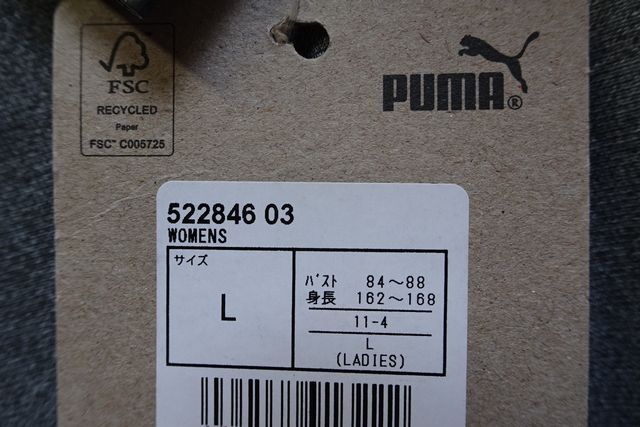 FSC
RECYCLED
Paper
FSC™ C005725
PUMA®
522846 03
WOMENS
サイズ
L
バスト 84～88
身長 162～168
11-4
L
(LADIES)